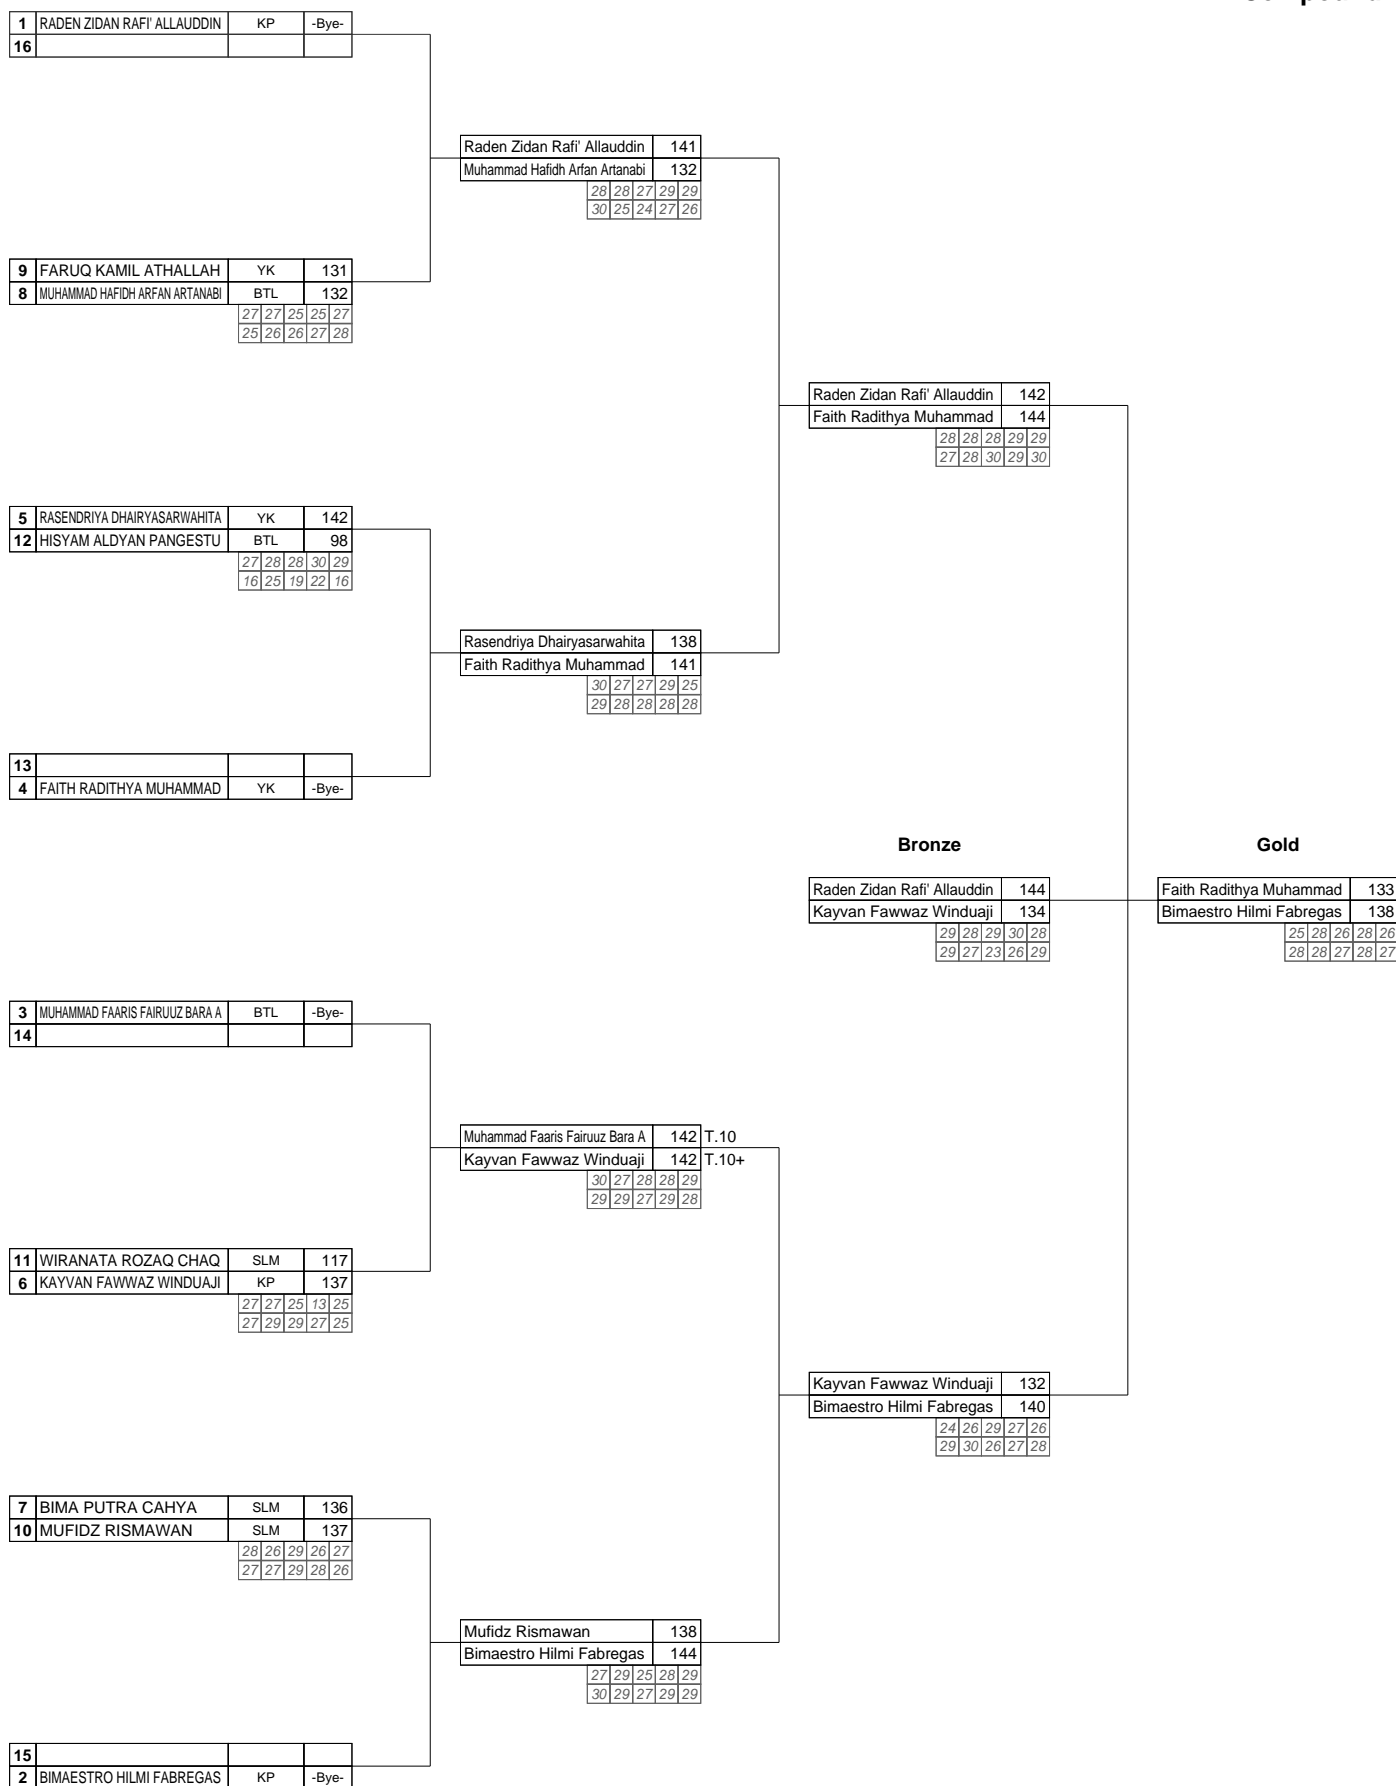 1 RADEN ZIDAN RAFI' ALLAUDDIN KP -Bye-
16
Raden Zidan Rafi' Allauddin 141
Muhammad Hafidh Arfan Artanabi 132
28 28 27 29 29
30 25 24 27 26
9 FARUQ KAMIL ATHALLAH YK 131
8 MUHAMMAD HAFIDH ARFAN ARTANABI BTL 132
27 27 25 25 27
25 26 26 27 28
Raden Zidan Rafi' Allauddin 142
Faith Radithya Muhammad 144
28 28 28 29 29
27 28 30 29 30
5 RASENDRIYA DHAIRYASARWAHITA YK 142
12 HISYAM ALDYAN PANGESTU BTL 98
27 28 28 30 29
16 25 19 22 16
Rasendriya Dhairyasarwahita 138
Faith Radithya Muhammad 141
30 27 27 29 25
29 28 28 28 28
13
4 FAITH RADITHYA MUHAMMAD YK -Bye-
Bronze Gold
Raden Zidan Rafi' Allauddin 144 Faith Radithya Muhammad 133
Kayvan Fawwaz Winduaji 134 Bimaestro Hilmi Fabregas 138
29 28 29 30 28 25 28 26 28 26
29 27 23 26 29 28 28 27 28 27
3 MUHAMMAD FAARIS FAIRUUZ BARA A BTL -Bye-
14
Muhammad Faaris Fairuuz Bara A 142 T.10
Kayvan Fawwaz Winduaji 142 T.10+
30 27 28 28 29
29 29 27 29 28
11 WIRANATA ROZAQ CHAQ SLM 117
6 KAYVAN FAWWAZ WINDUAJI KP 137
27 27 25 13 25
27 29 29 27 25
Kayvan Fawwaz Winduaji 132
Bimaestro Hilmi Fabregas 140
24 26 29 27 26
29 30 26 27 28
7 BIMA PUTRA CAHYA SLM 136
10 MUFIDZ RISMAWAN SLM 137
28 26 29 26 27
27 27 29 28 26
Mufidz Rismawan 138
Bimaestro Hilmi Fabregas 144
27 29 25 28 29
30 29 27 29 29
15
2 BIMAESTRO HILMI FABREGAS KP -Bye-